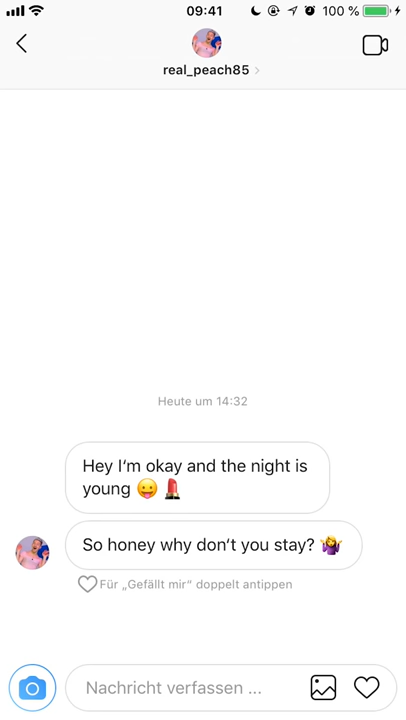 09:41
100 %
real_peach85
Heute um 14:32
Hey I‘m okay and the night is
young 😛 💄
So honey why don‘t you stay? 🤷‍♀️
Für „Gefällt mir“ doppelt antippen
Nachricht verfassen ...